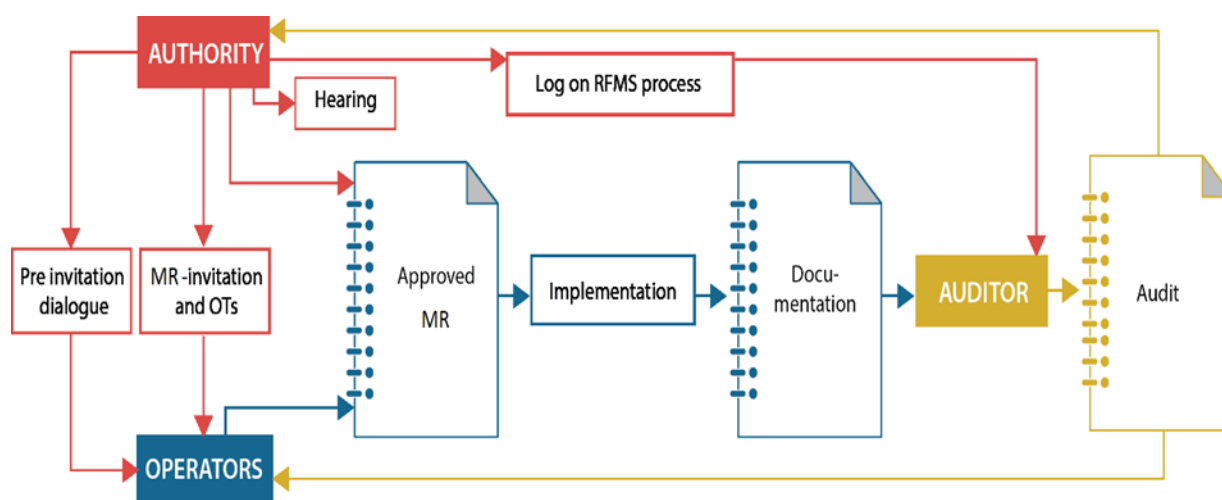 AUTHORITY
Hearing
Log on RFMS process
Pre invitation
dialogue
MR -invitation
and OTs
Approved
MR
Implementation
Docu-
mentation
AUDITOR
Audit
OPERATORS